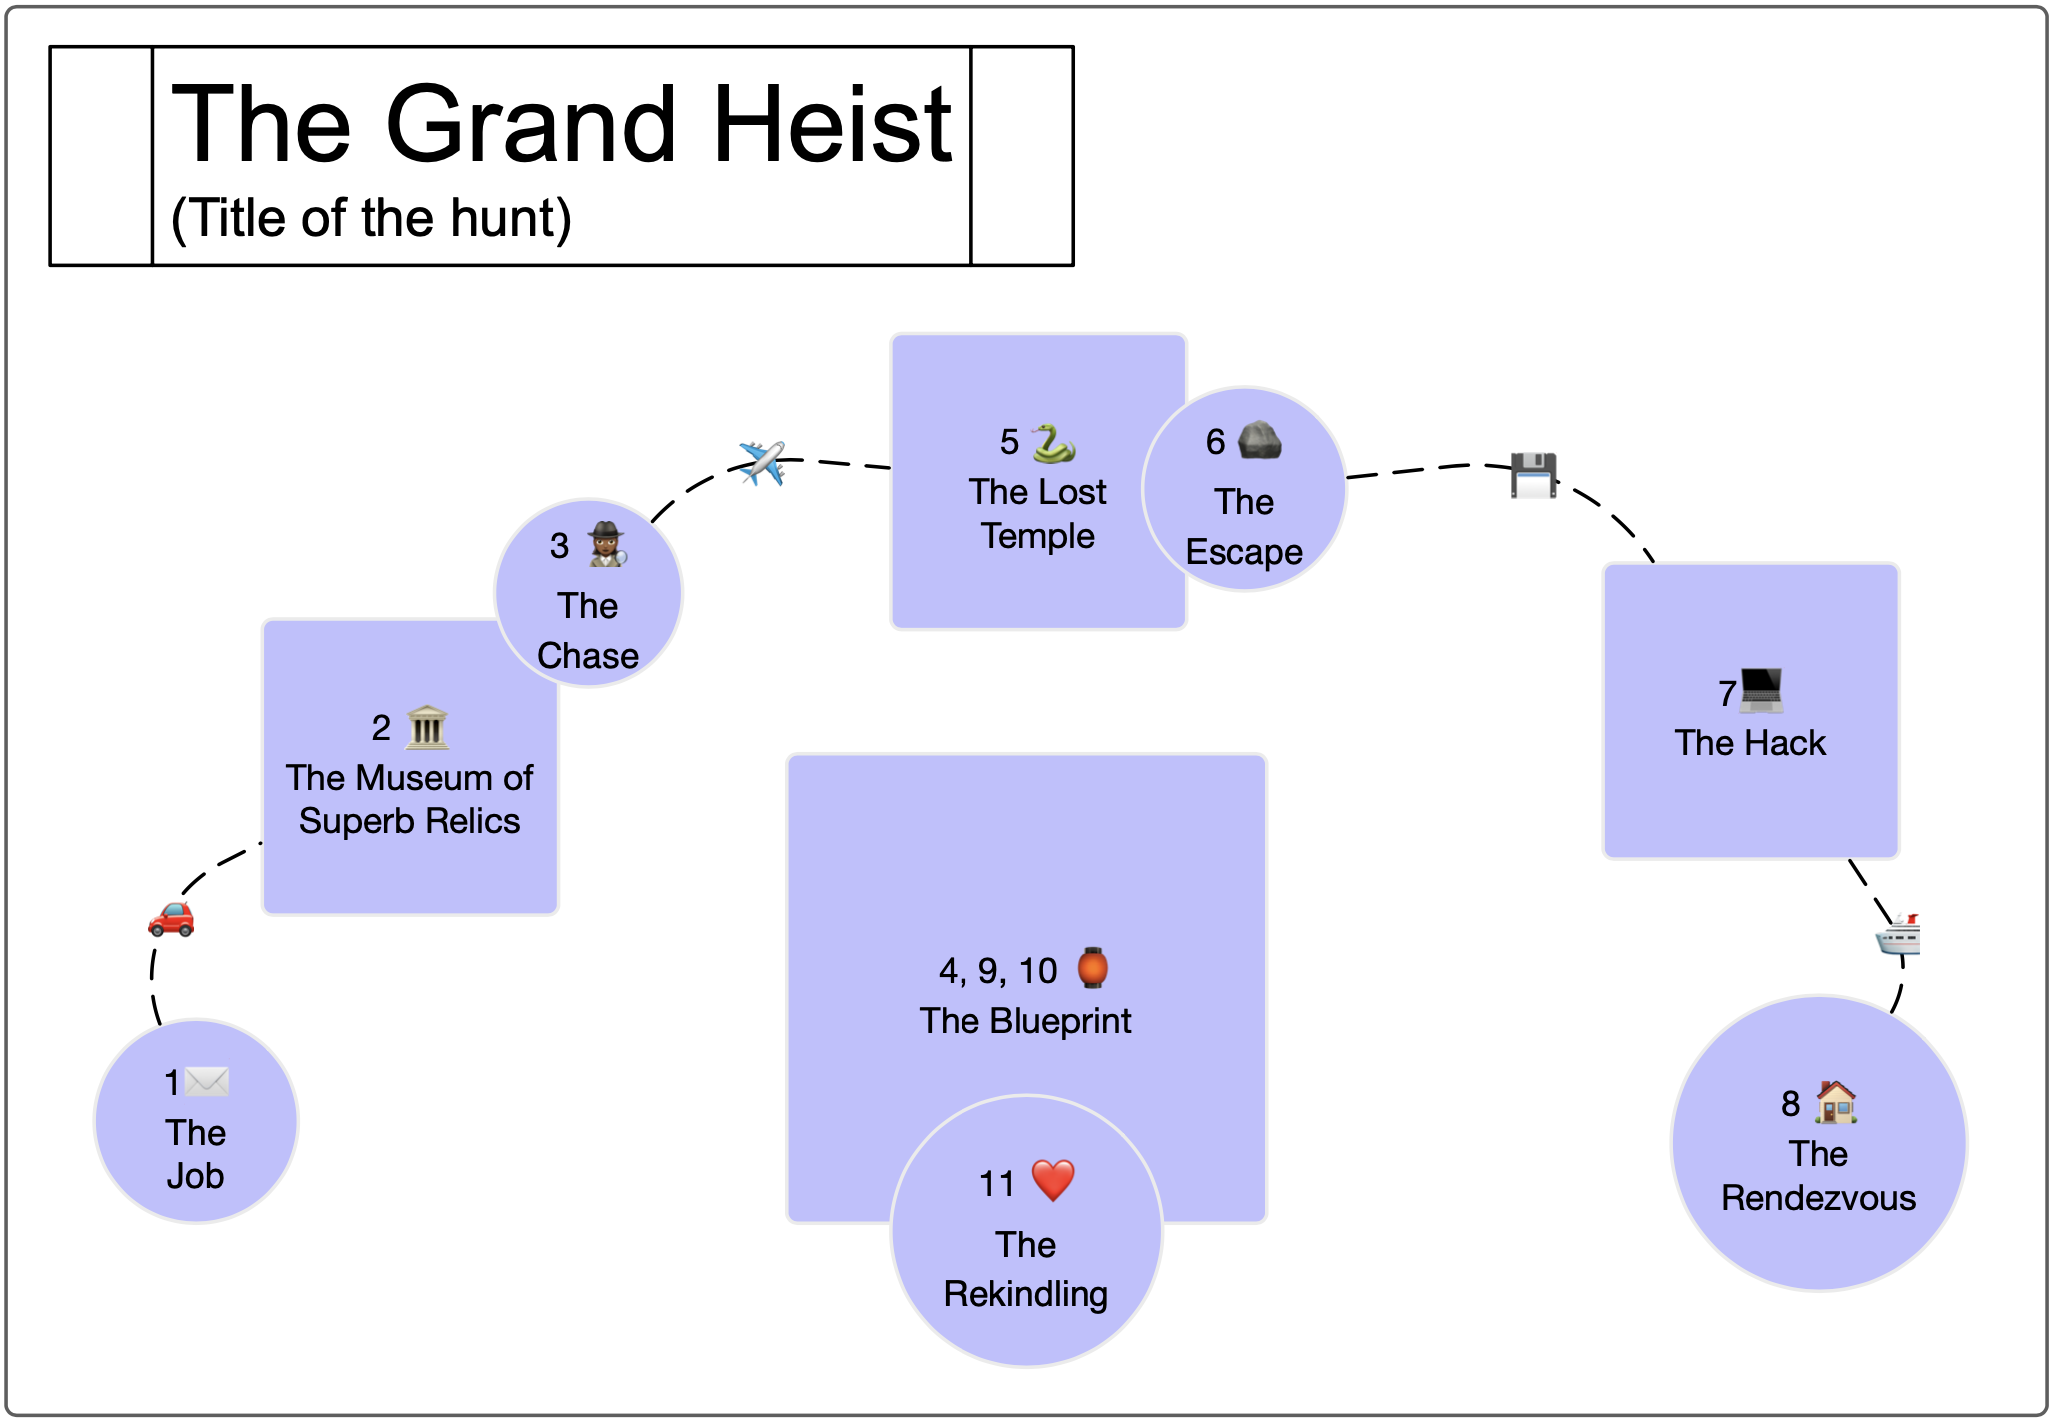 The Grand Heist
(Title of the hunt)
1
The
Job
2
The Museum of
Superb Relics
3
The
Chase
4, 9, 10
The Blueprint
5
The Lost
Temple
6
The
Escape
7
The Hack
8
The
Rendezvous
11
The
Rekindling